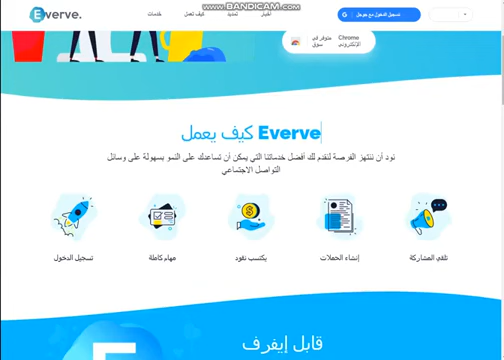 WWW.BANDICAM.COM
Everve.
خدمات
كيف تعمل
تمديد
أخبار
تسجيل الدخول مع جوجل
متوفر في
سوق
Chrome
الإلكتروني
كيف يعمل Everve
نود أن ننتهز الفرصة لنقدم لك أفضل خدماتنا التي يمكن أن تساعدك على النمو بسهولة على وسائل
التواصل الاجتماعي
تلقي المشاركة
إنشاء الحملات
يكتسب نقود
مهام كاملة
تسجيل الدخول
قابل إيفرف
E